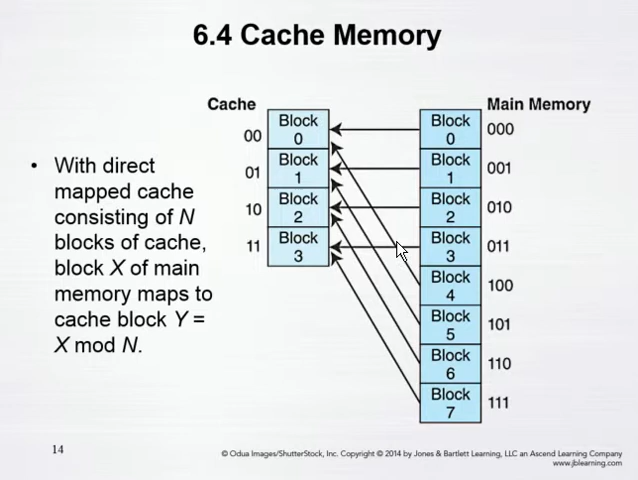 6.4 Cache Memory
Cache
Main Memory
• With direct
mapped cache
consisting of N
blocks of cache,
block X of main
memory maps to
cache block Y =
X mod N.
00
Block
0
01
Block
1
10
Block
2
11
Block
3
Block
0
000
Block
1
001
Block
2
010
Block
3
011
Block
4
100
Block
5
101
Block
6
110
Block
7
111
14
© Odua Images/ShutterStock, Inc. Copyright © 2014 by Jones & Bartlett Learning, LLC an Ascend Learning Company
www.jblearning.com